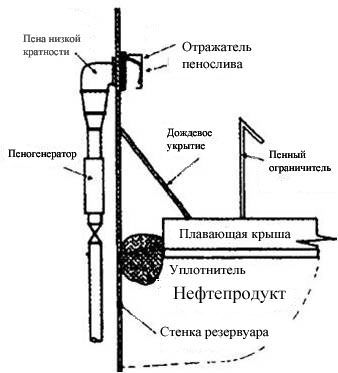 Пена низкой
кратности
Отражатель
пенослива
Дождевое
укрытие
Пенный
ограничитель
Пеногенератор
Плавающая крыша
Уплотнитель
Нефтепродукт
Стенка резервуара